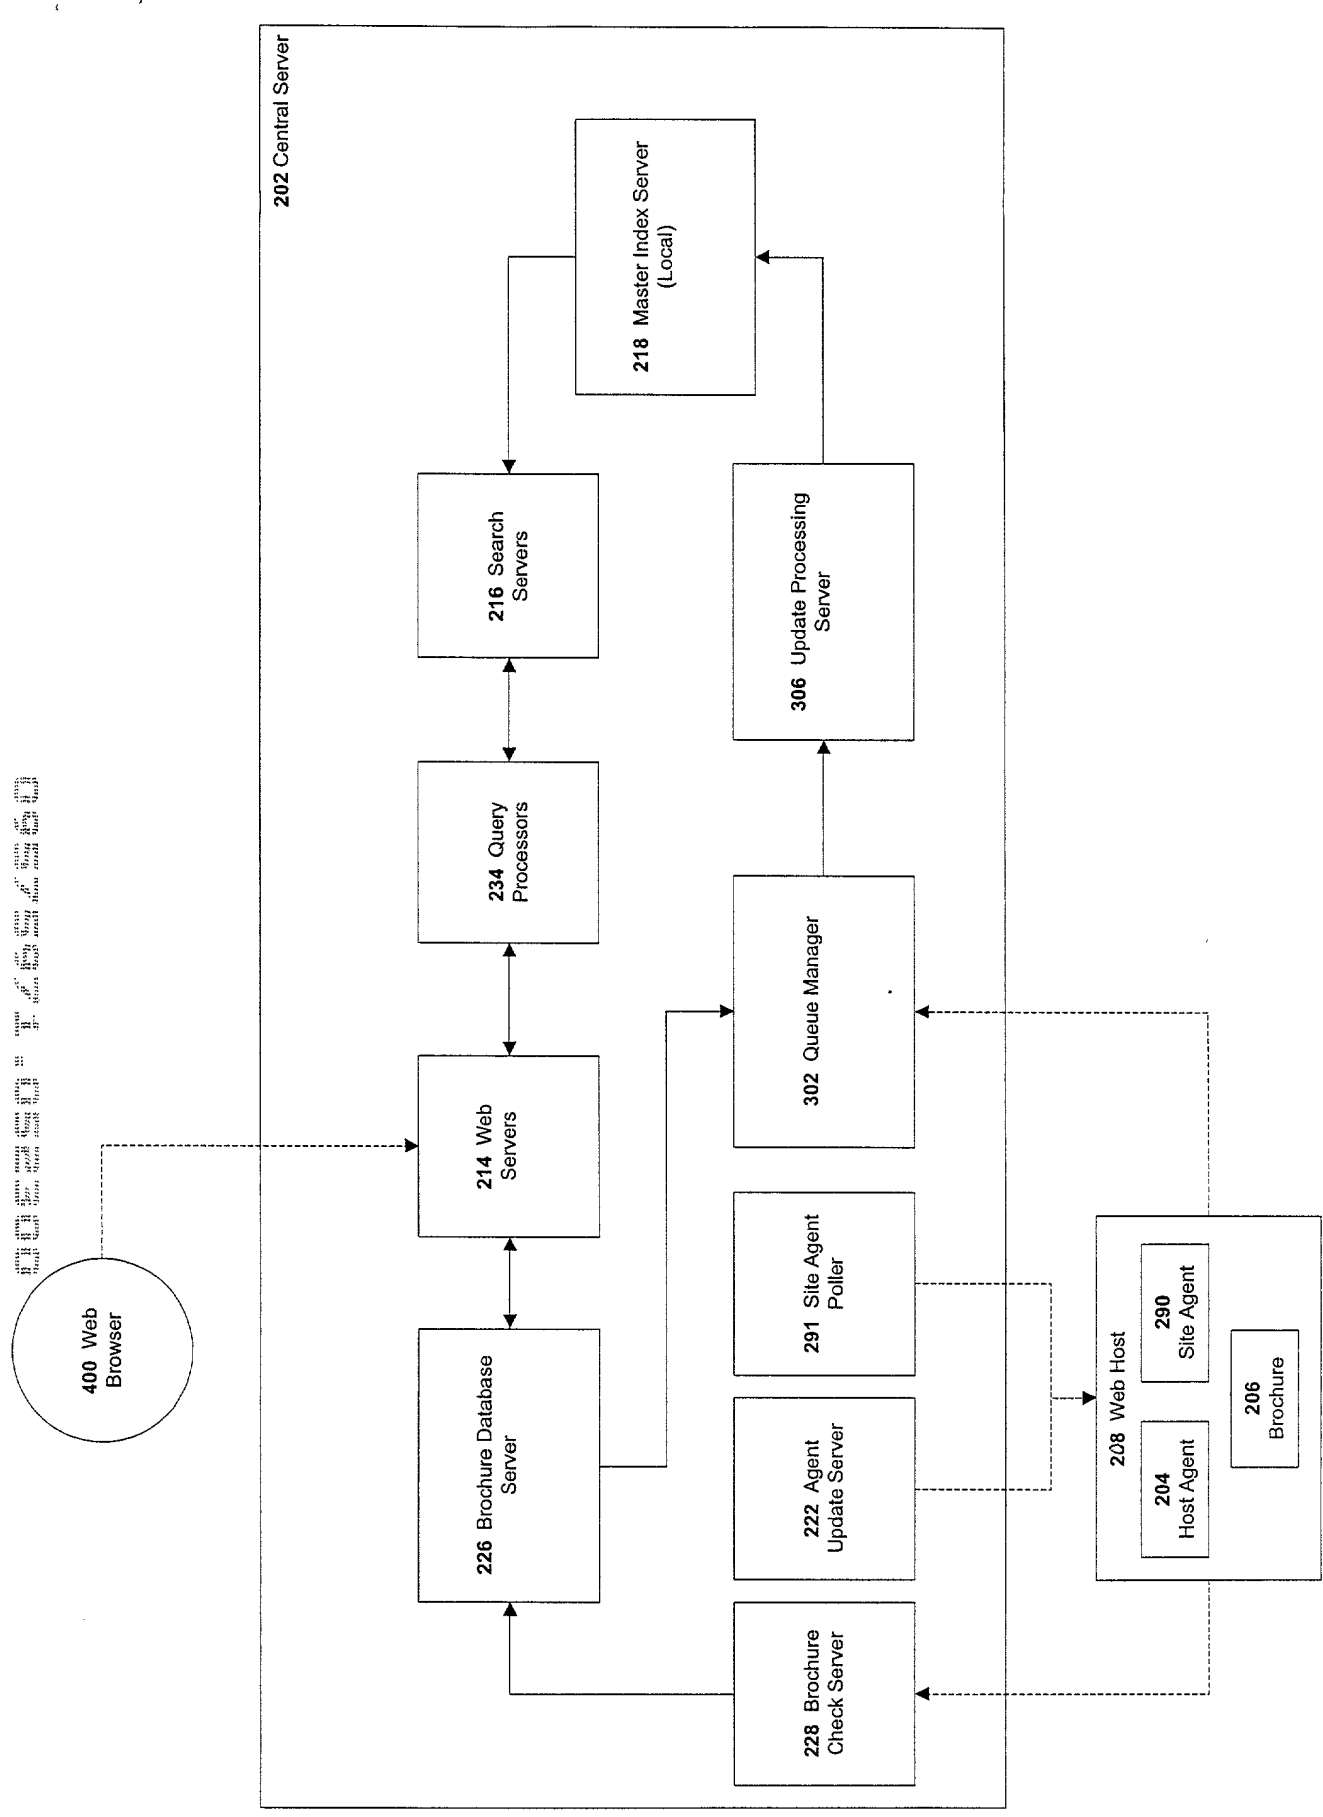 202 Central Server
400 Web
Browser
226 Brochure Database
Server
214 Web
Servers
234 Query
Processors
216 Search
Servers
218 Master Index Server
(Local)
228 Brochure
Check Server
222 Agent
Update Server
291 Site Agent
Poller
302 Queue Manager
306 Update Processing
Server
208 Web Host
204
Host Agent
290
Site Agent
206
Brochure